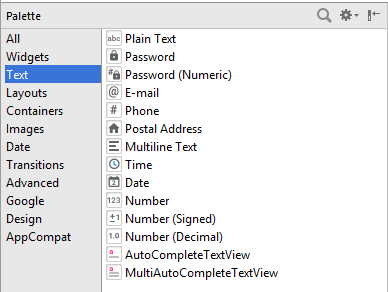 Palette
All
Widgets
Text
Layouts
Containers
Images
Date
Transitions
Advanced
Google
Design
AppCompat
abc Plain Text
Password
# Password (Numeric)
@ E-mail
# Phone
Postal Address
Multiline Text
Time
2 Date
123 Number
±1 Number (Signed)
1.0 Number (Decimal)
a AutoCompleteTextView
a MultiAutoCompleteTextView